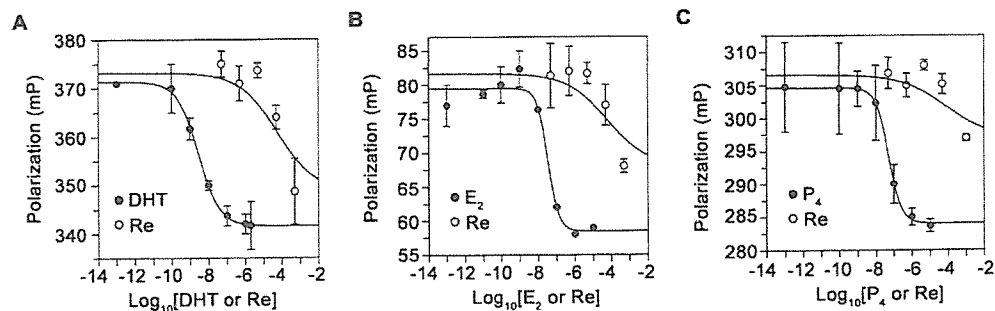 A
Polarization (mP)
380
370
360
350
340
DHT
Re
-14 -12 -10 -8 -6 -4 -2
Log10[DHT or Re]
B
Polarization (mP)
85
80
75
70
65
60
55
E2
Re
-14 -12 -10 -8 -6 -4 -2
Log10[E2 or Re]
C
Polarization (mP)
310
305
300
295
290
285
280
P4
Re
-14 -12 -10 -8 -6 -4 -2
Log10[P4 or Re]